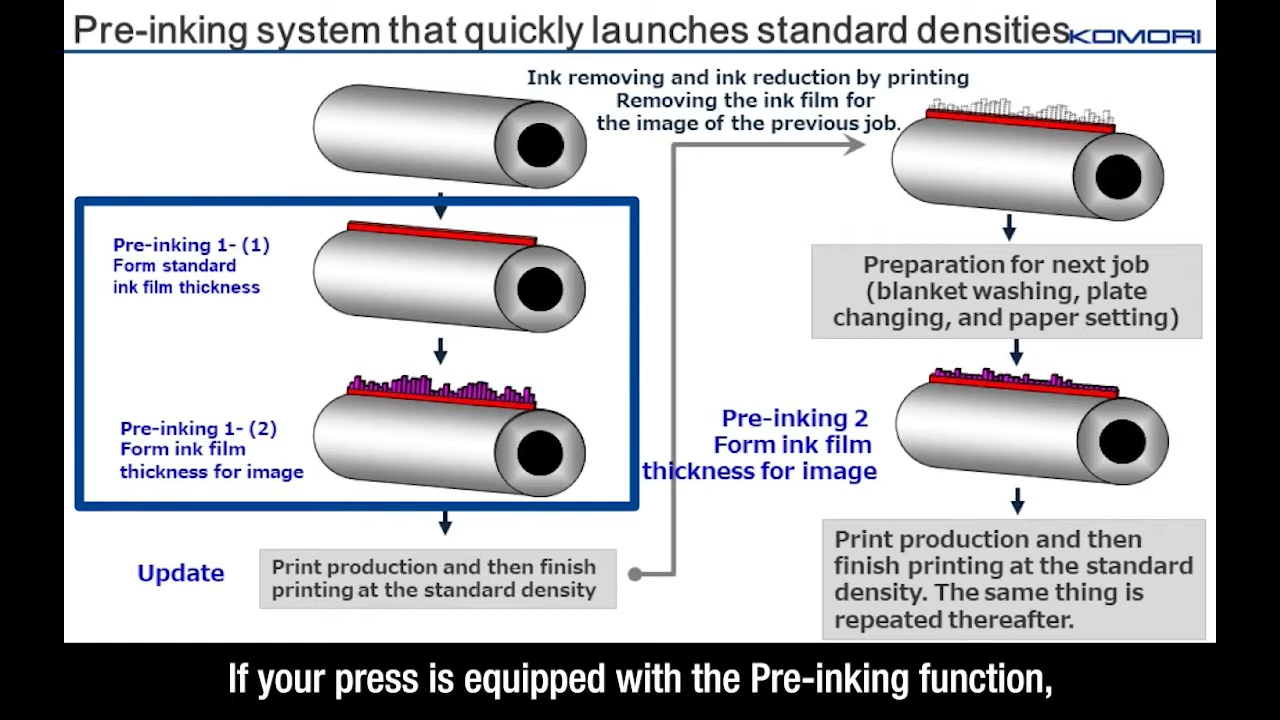 Pre-inking system that quickly launches standard densities
KOMORI
Ink removing and ink reduction by printing
Removing the ink film for
the image of the previous job.
Pre-inking 1- (1)
Form standard
ink film thickness
Pre-inking 1- (2)
Form ink film
thickness for image
Update
Print production and then finish
printing at the standard density
Preparation for next job
(blanket washing, plate
changing, and paper setting)
Pre-inking 2
Form ink film
thickness for image
Print production and then
finish printing at the standard
density. The same thing is
repeated thereafter.
If your press is equipped with the Pre-inking function,